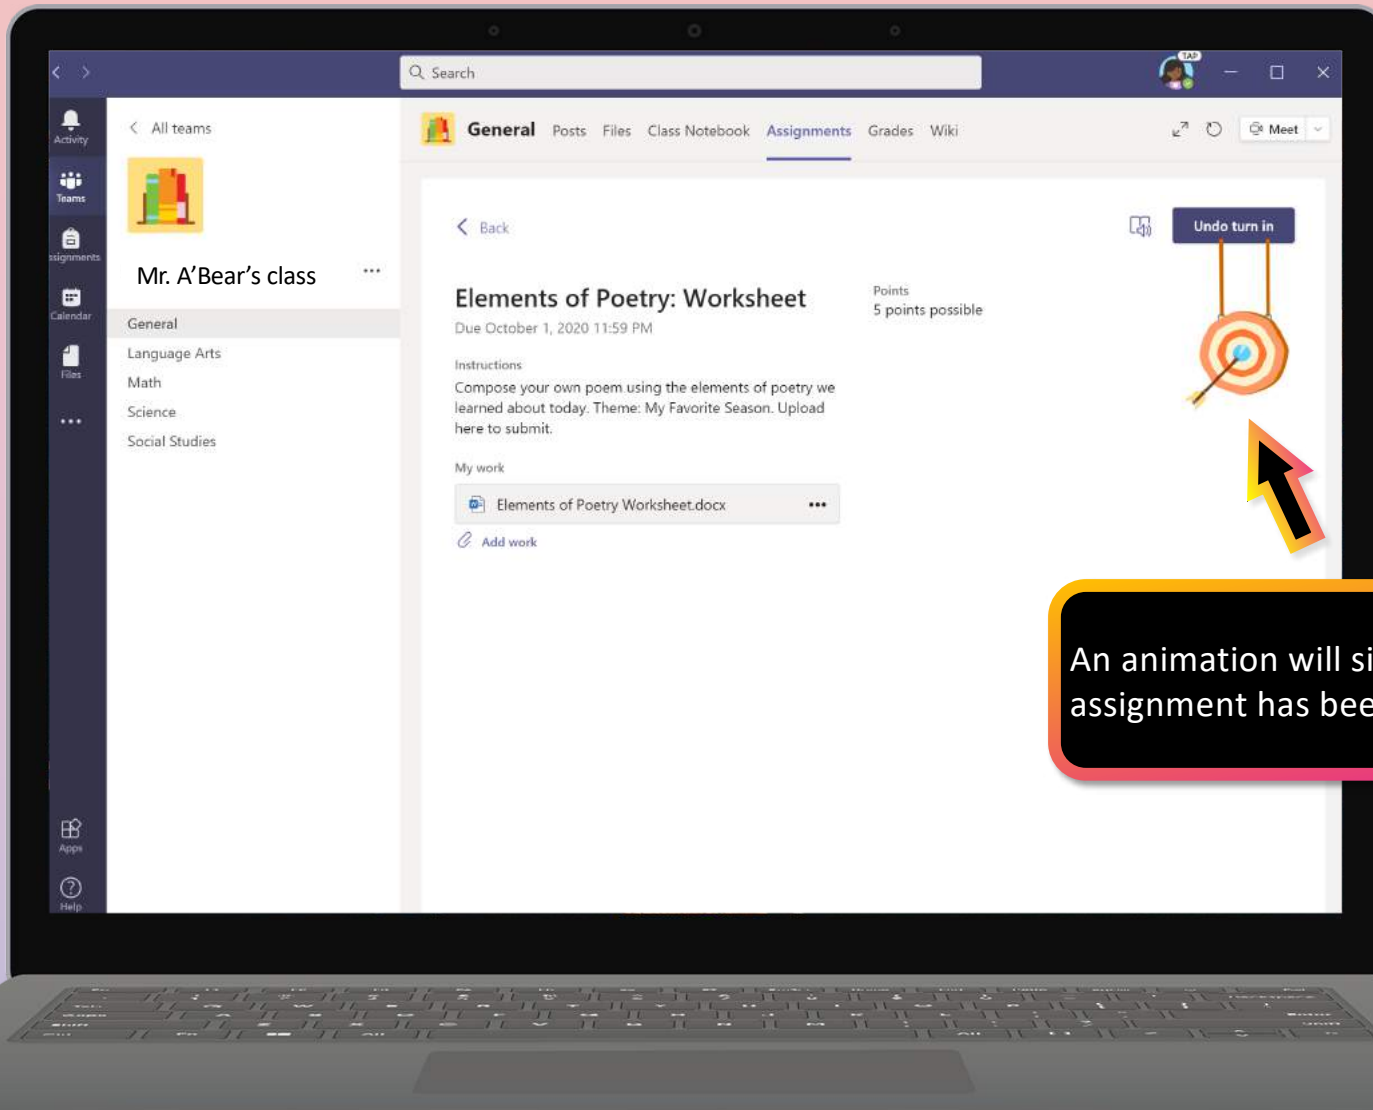 Search
TAP
Activity
Teams
Assignments
Calendar
Files
Apps
Help
All teams
Mr. A’Bear’s class
General
Language Arts
Math
Science
Social Studies
General Posts Files Class Notebook Assignments Grades Wiki
Meet
Back
Undo turn in
Elements of Poetry: Worksheet
Due October 1, 2020 11:59 PM
Points
5 points possible
Instructions
Compose your own poem using the elements of poetry we
learned about today. Theme: My Favorite Season. Upload
here to submit.
My work
Elements of Poetry Worksheet.docx
Add work
An animation will
assignment has